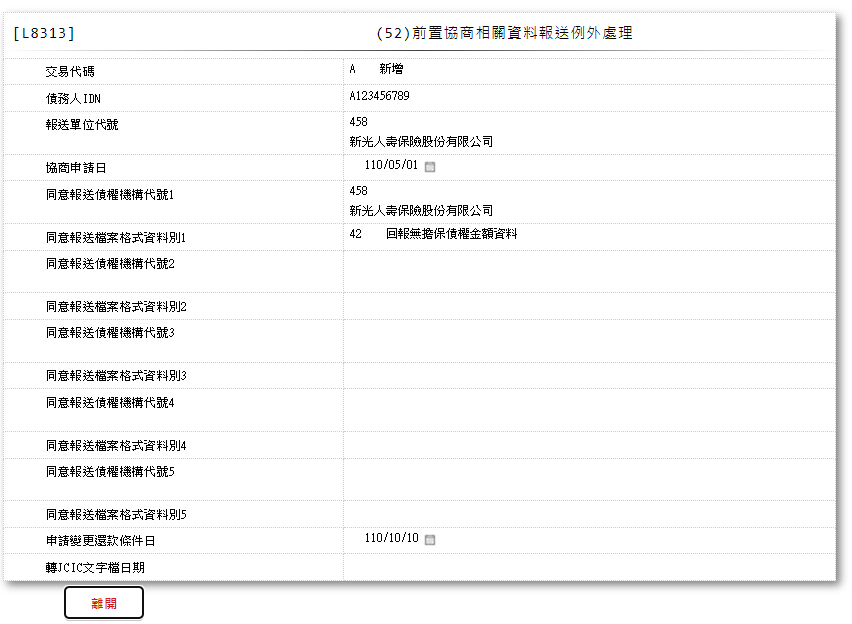 [L8313] (52)前置協商相關資料報送例外處理
交易代碼 A 新增
債務人IDN A123456789
報送單位代號 458
新光人壽保險股份有限公司
協商申請日 110/05/01
同意報送債權機構代號1 458
新光人壽保險股份有限公司
同意報送檔案格式資料別1 42 回報無擔保債權金額資料
同意報送債權機構代號2
同意報送檔案格式資料別2
同意報送債權機構代號3
同意報送檔案格式資料別3
同意報送債權機構代號4
同意報送檔案格式資料別4
同意報送債權機構代號5
同意報送檔案格式資料別5
申請變更還款條件日 110/10/10
轉JCIC文字檔日期
離開